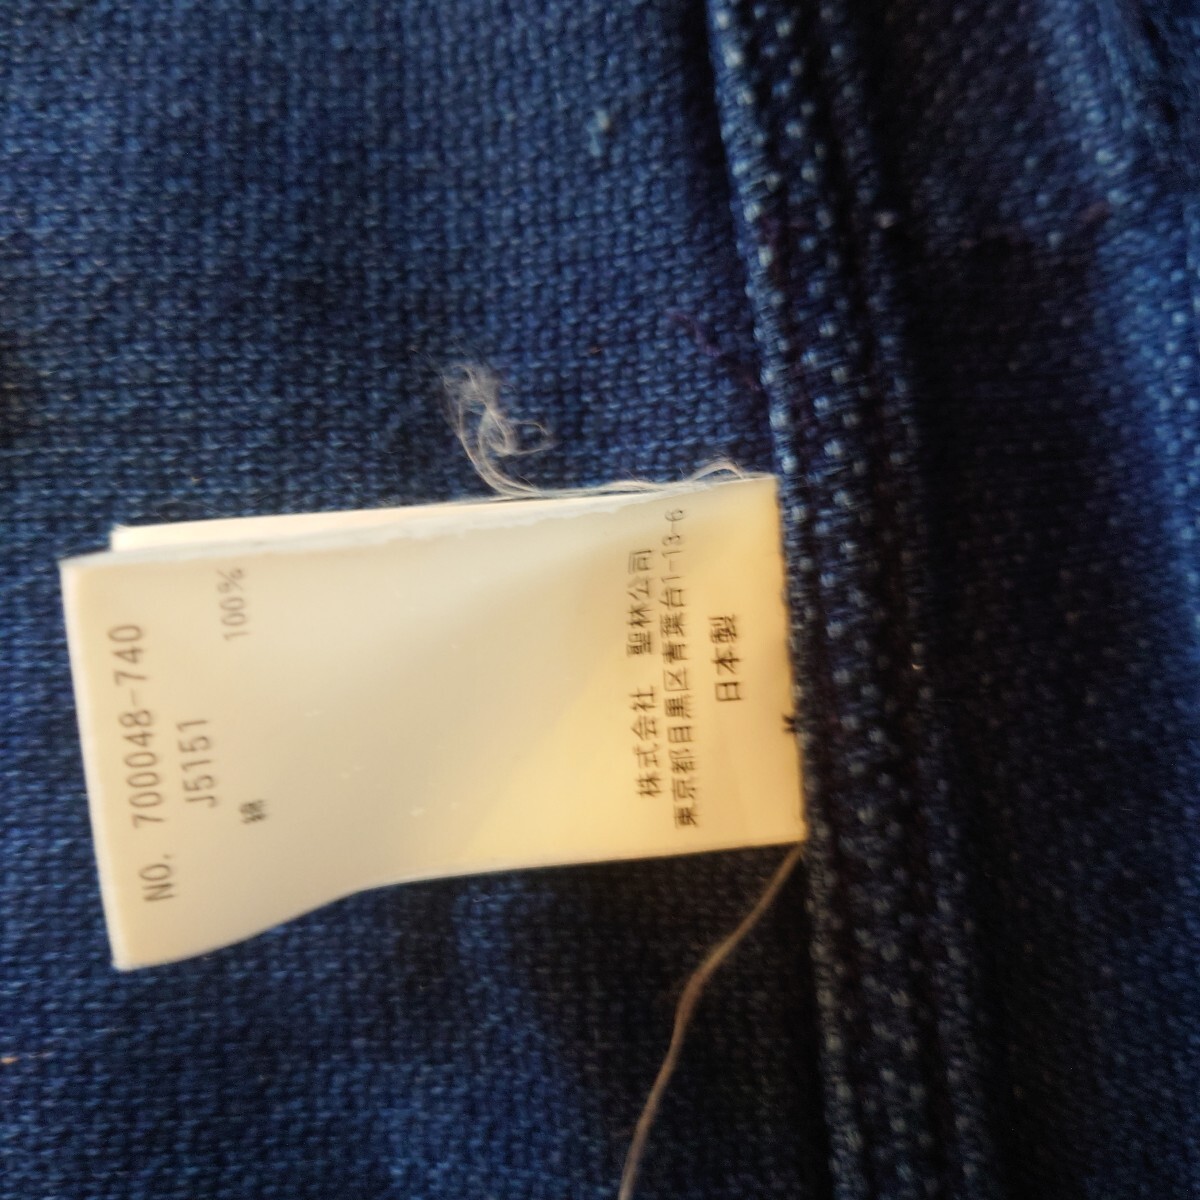 NO. 700048-740
J5151
綿 100%
株式会社 聖林公司
東京都目黒区青葉台1-13-6
日本製